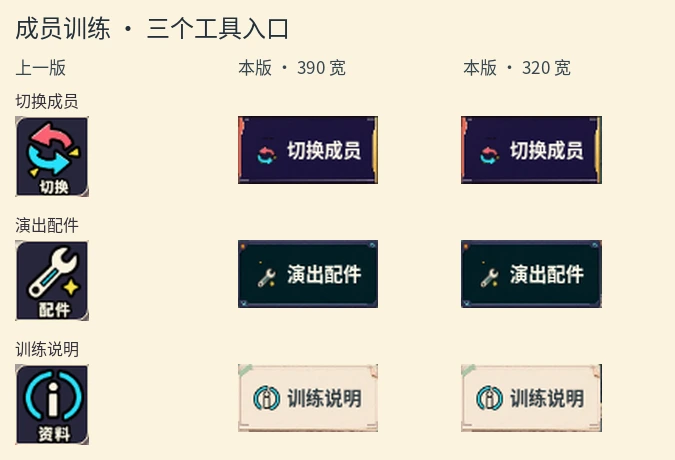 成员训练 · 三个工具入口
上一版 本版 · 390 宽 本版 · 320 宽
切换成员
切换 切换成员 切换成员
演出配件
配件 演出配件 演出配件
训练说明
资料 训练说明 训练说明